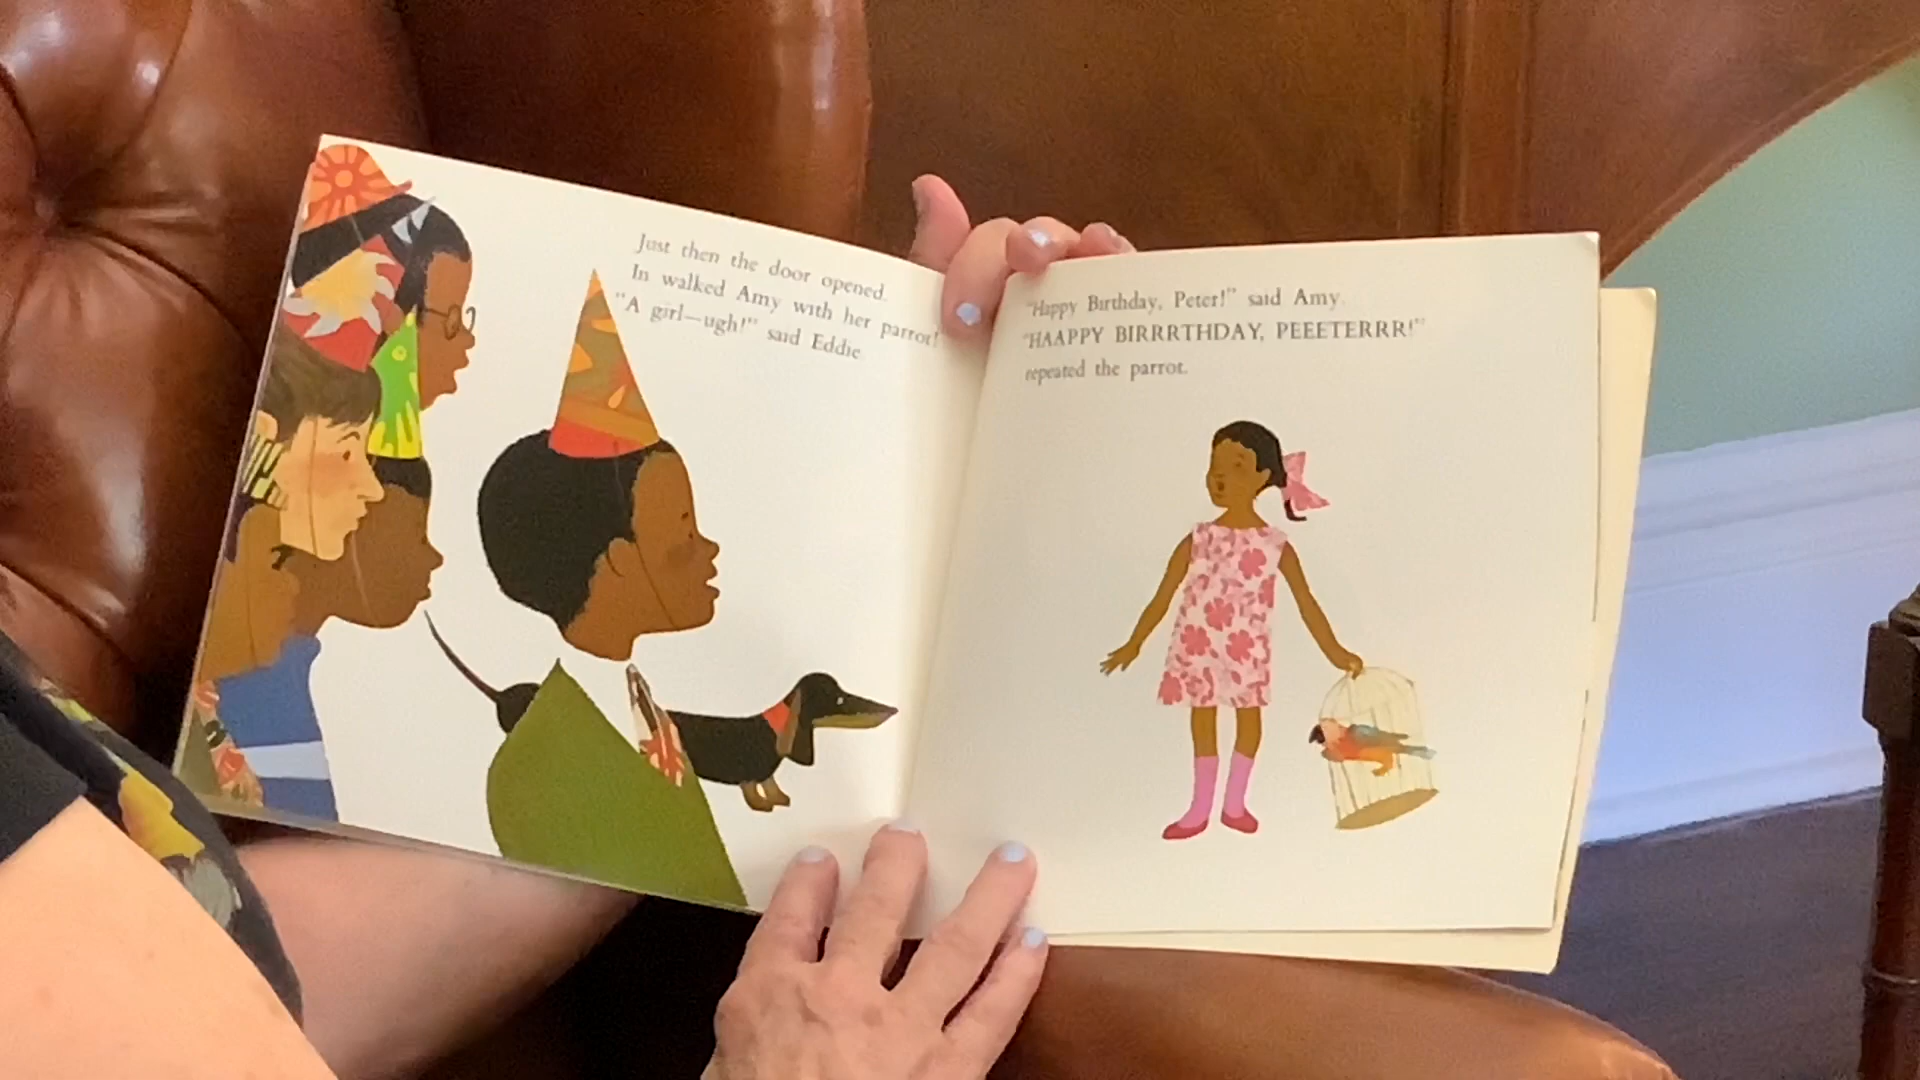 Just then the door opened.
In walked Amy with her parrot!
"A girl—ugh!" said Eddie.
"Happy Birthday, Peter!" said Amy.
"HAAPPY BIRRRTHDAY, PEEETERRR!"
repeated the parrot.